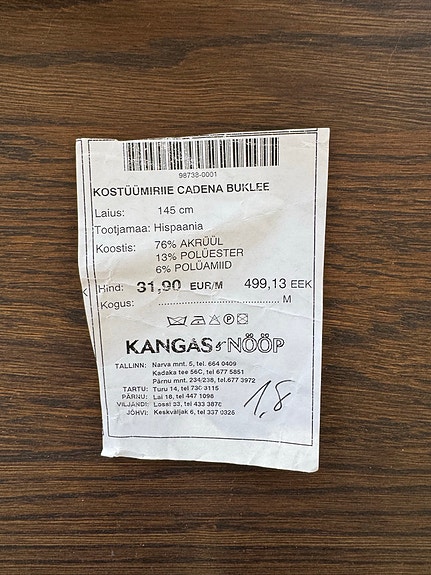 98738-0001
KOSTÜÜMIRIIE CADENA BUKLEE
Laius: 145 cm
Tootjamaa: Hispaania
Koostis: 76% AKRÜÜL
13% POLÜESTER
6% POLÜAMIID
Hind: 31,90 EUR/M 499,13 EEK
Kogus: ............................................ M
KANGAS & NÖÖP
TALLINN: Narva mnt. 5, tel. 664 0409
Kadaka tee 56C, tel 677 5851
Pärnu mnt. 234/238, tel.677 3972
TARTU: Turu 14, tel 730 3115
PÄRNU: Lai 18, tel 447 1098
VILJANDI: Lossi 33, tel 433 3876
JÕHVI: Keskväljak 6, tel 337 0326
1,8